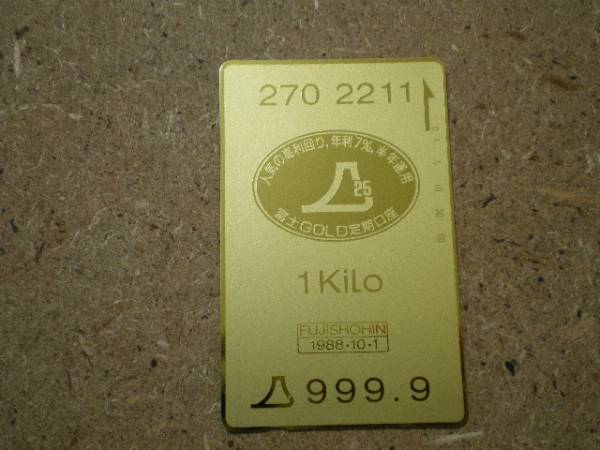 270 2211
人気の高利回り,年利7%,半年運用
25
富士GOLD定期口座
1Kilo
FUJISHOHIN
1988・10・1
999.9